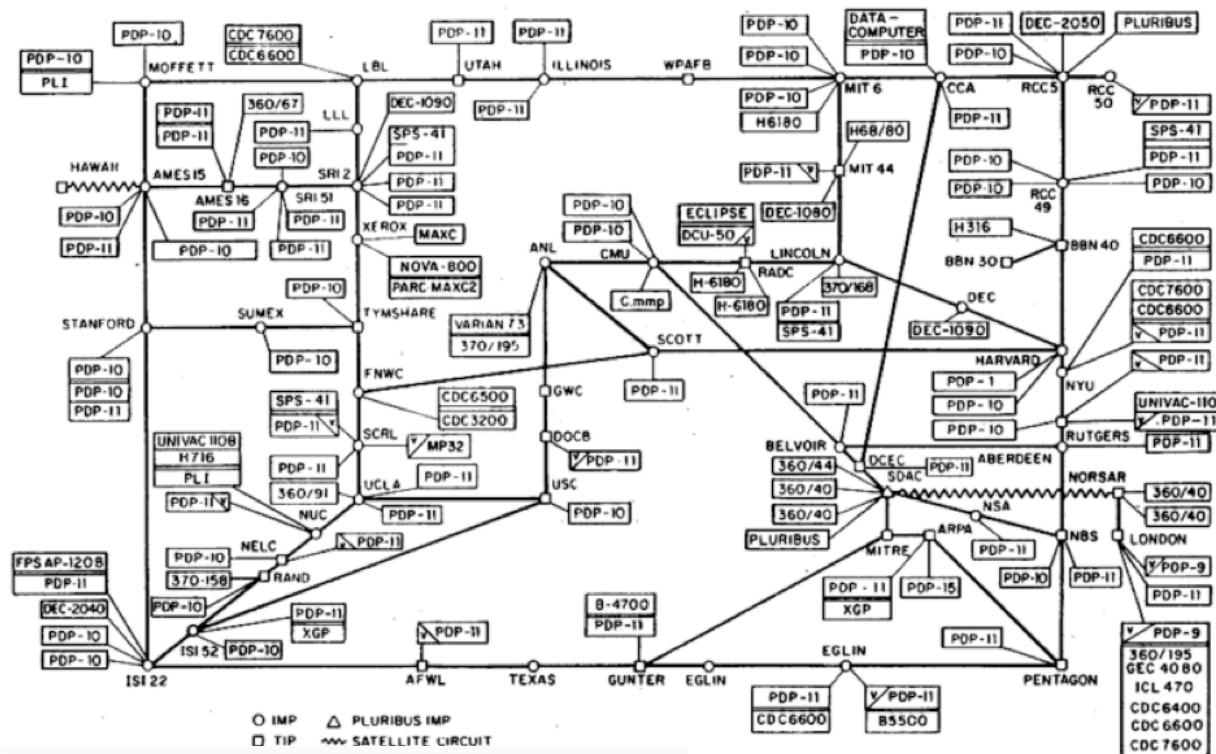 PDP-10
CDC7600
CDC6600
PDP-11
PDP-11
PDP-10
DATA-
COMPUTER
PDP-10
PDP-11
DEC-2050
PLURIBUS
PDP-10
PLI
MOFFETT
LBL
UTAH
ILLINOIS
WPAFB
PDP-10
PDP-10
H6180
MIT 6
CCA
PDP-10
RCC5
RCC
50
PDP-11
PDP-11
PDP-11
PDP-11
PDP-11
360/67
LLL
PDP-11
DEC-1090
SPS-41
PDP-11
PDP-11
PDP-11
PDP-10
H68/80
PDP-11
MIT 44
DEC-1080
SPS-41
PDP-11
PDP-10
PDP-10
PDP-10
RCC
49
HAWAII
AMES15
AMES16
SRI51
SRI2
PDP-10
PDP-11
PDP-10
PDP-11
PDP-11
PDP-11
XEROX
MAXC
NOVA-800
PARC-MAXC2
PDP-10
PDP-10
ECLIPSE
DCU-50
H316
BBN40
BBN 30
ANL
CMU
RADC
LINCOLN
H-6180
H-6180
370/168
C.mmp
PDP-11
SPS-41
DEC
DEC-1090
CDC6600
PDP-11
CDC7600
CDC6600
PDP-11
PDP-11
STANFORD
SUMEX
PDP-10
TYMSHARE
VARIAN 73
370/195
PDP-10
PDP-10
PDP-10
PDP-11
SCOTT
PDP-11
HARVARD
NYU
PDP-1
PDP-10
PDP-10
FNWC
CDC6500
CDC3200
GWC
SPS-41
PDP-11
SCRL
MP32
DOCB
PDP-11
PDP-11
BELVOIR
UNIVAC-110
PDP-11
RUTGERS
PDP-11
ABERDEEN
UNIVAC 1108
H716
PLI
PDP-11
PDP-11
360/91
UCLA
PDP-11
PDP-11
USC
PDP-10
360/44
360/40
360/40
PLURIBUS
DCEC
PDP-11
SDAC
NORSAR
360/40
360/40
NUC
NSA
PDP-11
NELC
PDP-10
PDP-11
MITRE
ARPA
NBS
LONDON
PDP-10
PDP-11
PDP-9
PDP-11
FPS AP-120B
PDP-11
DEC-2040
PDP-10
PDP-10
370-158
RAND
PDP-10
PDP-11
XGP
PDP-10
ISI 52
PDP-11
XGP
PDP-15
B-4700
PDP-11
PDP-11
PDP-11
EGLIN
PDP-9
360/195
GEC 4080
ICL 470
CDC6400
CDC6600
CDC7600
ISI 22
AFWL
TEXAS
GUNTER
EGLIN
PENTAGON
PDP-11
CDC6600
PDP-11
B5500
IMP
PLURIBUS IMP
TIP
SATELLITE CIRCUIT